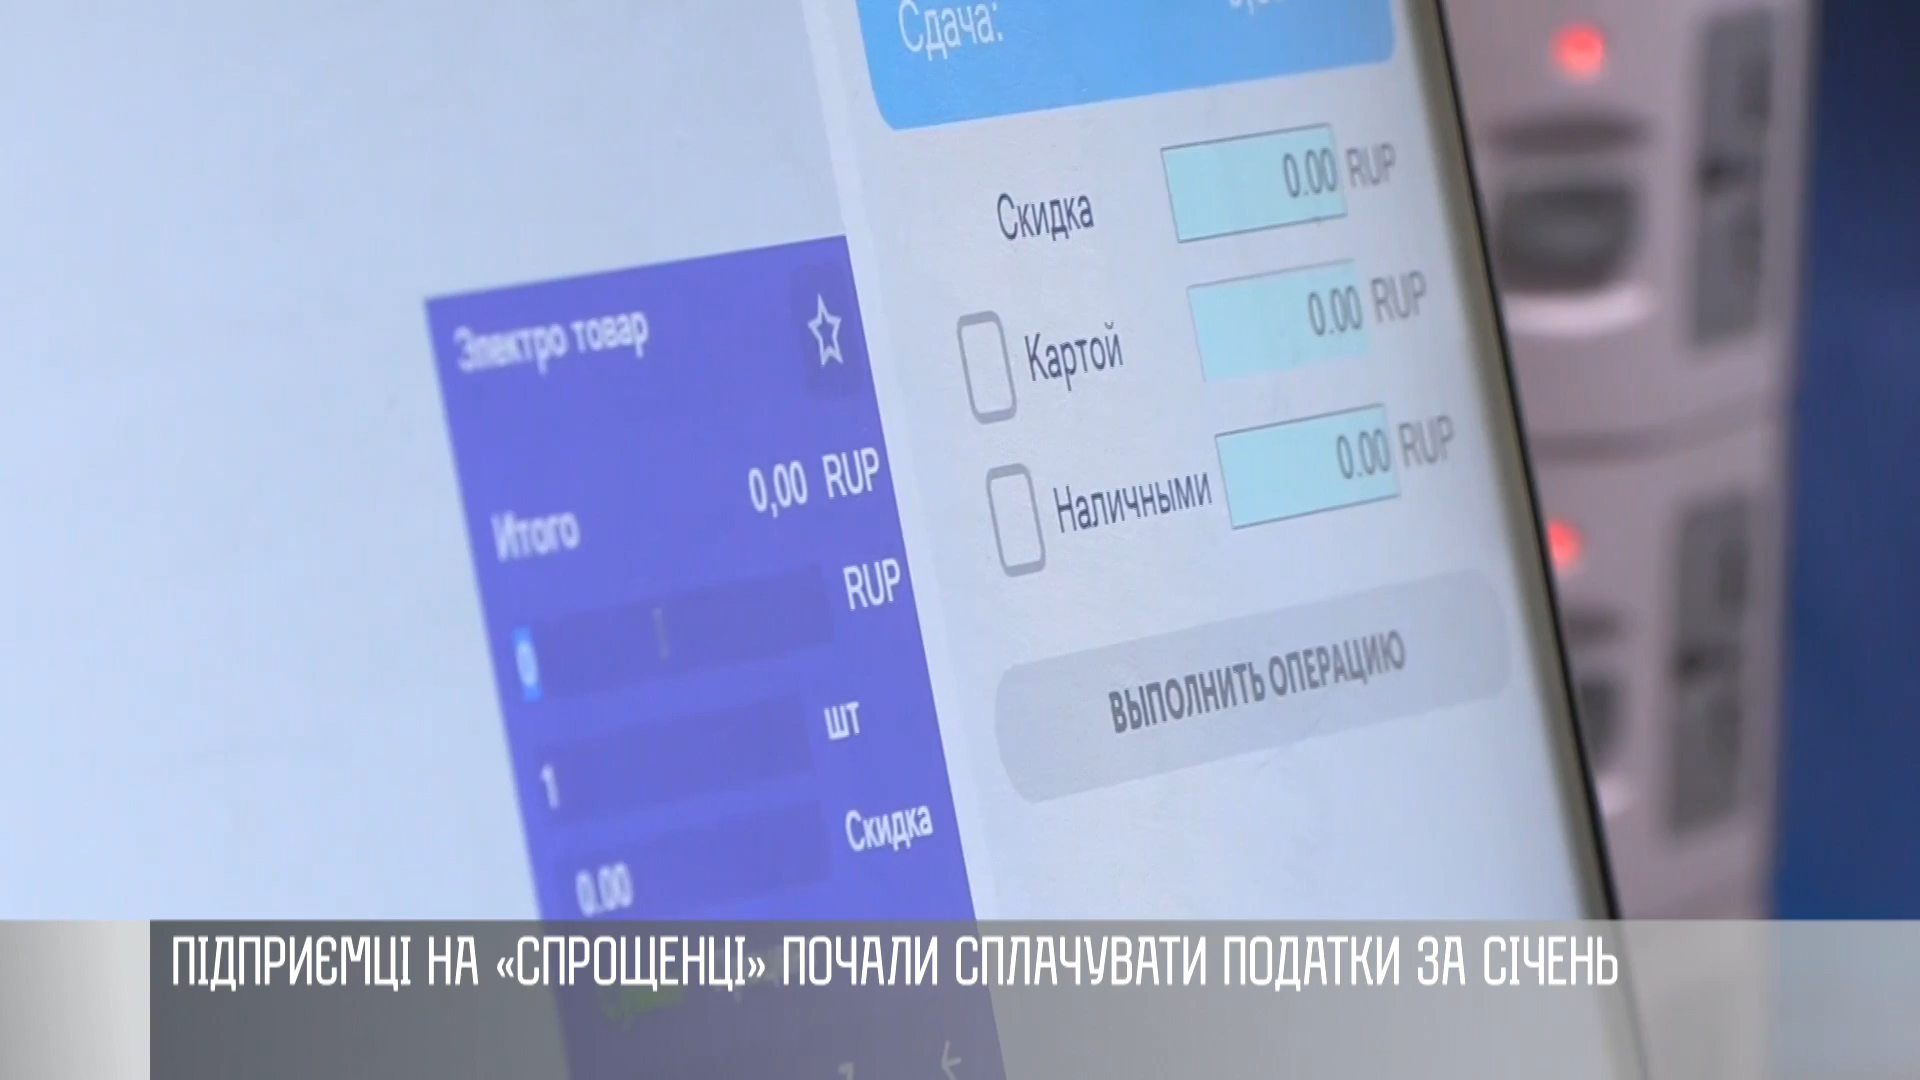 Сдача:
Скидка 0.00 RUP
Картой 0.00 RUP
Наличными 0.00 RUP
ВЫПОЛНИТЬ ОПЕРАЦИЮ
Электро товар
0,00 RUP
Итого
0 RUP
1 шт
0.00 Скидка
ПІДПРИЄМЦІ НА «СПРОЩЕНЦІ» ПОЧАЛИ СПЛАЧУВАТИ ПОДАТКИ ЗА СІЧЕНЬ